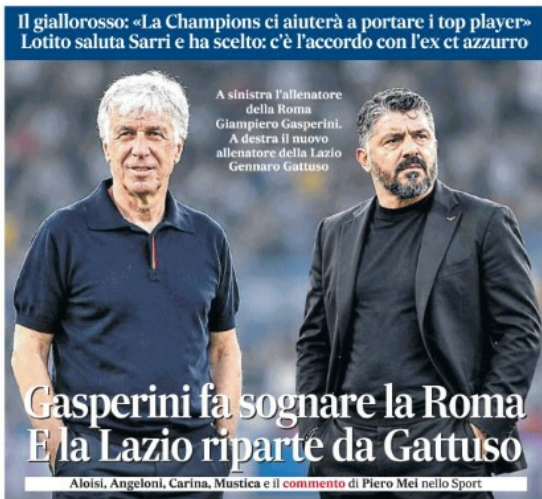 Il giallorosso: «La Champions ci aiuterà a portare i top player»
Lotito saluta Sarri e ha scelto: c'è l'accordo con l'ex ct azzurro
A sinistra l'allenatore
della Roma
Giampiero Gasperini.
A destra il nuovo
allenatore della Lazio
Gennaro Gattuso
Gasperini fa sognare la Roma
E la Lazio riparte da Gattuso
Aloisi, Angeloni, Carina, Mustica e il commento di Piero Mei nello Sport